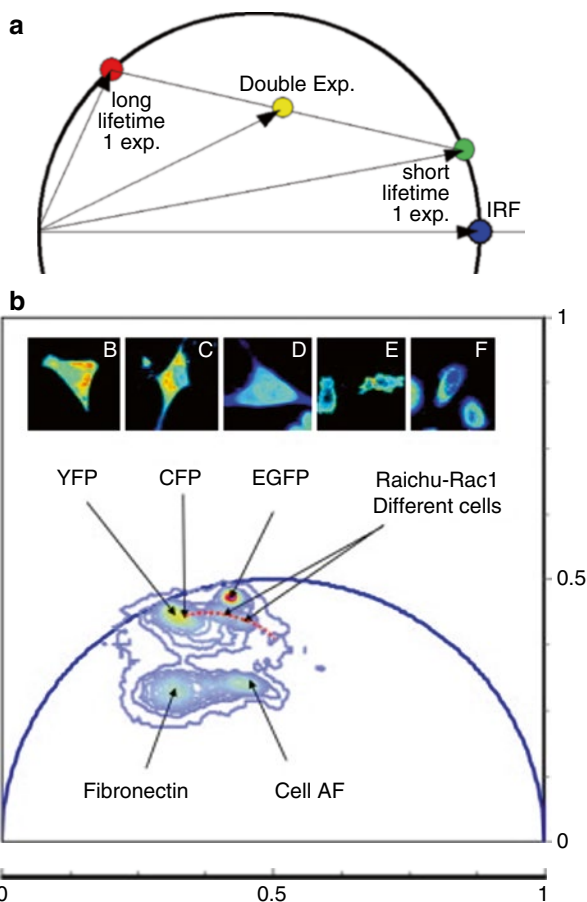 a
Double Exp.
long
lifetime
1 exp.
short
lifetime
1 exp.
IRF
b
1
B
C
D
E
F
YFP
CFP
EGFP
Raichu-Rac1
Different cells
0.5
Fibronectin
Cell AF
0
0
0.5
1